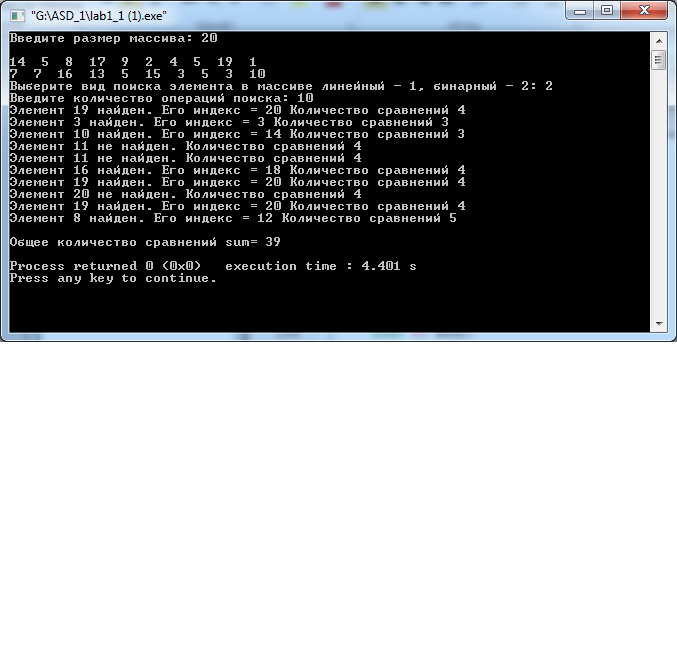 "G:\ASD_1\lab1_1 (1).exe"
Введите размер массива: 20
14 5 8 17 9 2 4 5 19 1
7 7 16 13 5 15 3 5 3 10
Выберите вид поиска элемента в массиве линейный - 1, бинарный - 2: 2
Введите количество операций поиска: 10
Элемент 19 найден. Его индекс = 20 Количество сравнений 4
Элемент 3 найден. Его индекс = 3 Количество сравнений 3
Элемент 10 найден. Его индекс = 14 Количество сравнений 3
Элемент 11 не найден. Количество сравнений 4
Элемент 11 не найден. Количество сравнений 4
Элемент 16 найден. Его индекс = 18 Количество сравнений 4
Элемент 19 найден. Его индекс = 20 Количество сравнений 4
Элемент 20 не найден. Количество сравнений 4
Элемент 19 найден. Его индекс = 20 Количество сравнений 4
Элемент 8 найден. Его индекс = 12 Количество сравнений 5
Общее количество сравнений sum= 39
Process returned 0 (0x0) execution time : 4.401 s
Press any key to continue.